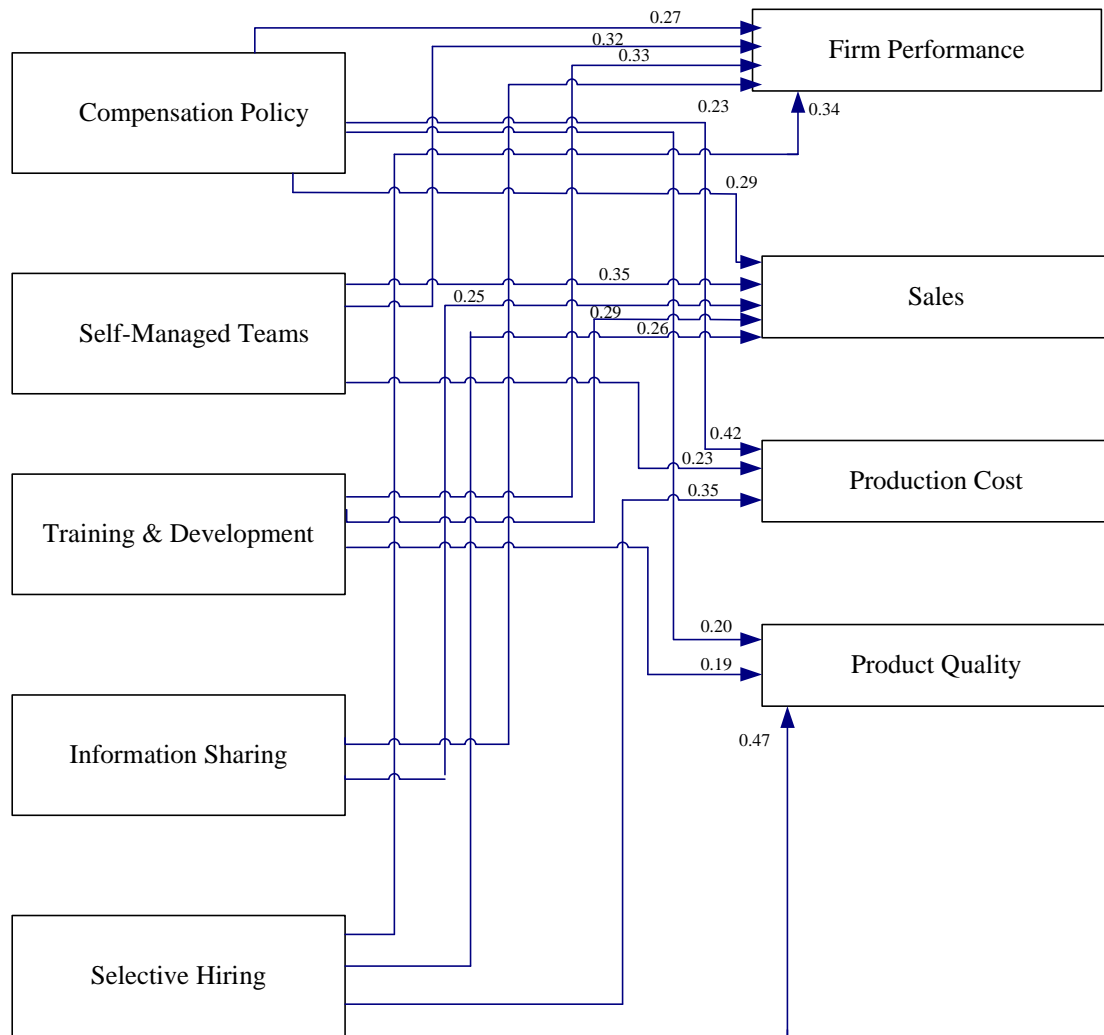 0.27
0.32
Firm Performance
0.33
Compensation Policy
0.23
0.34
0.29
0.35
Sales
0.25
0.29
Self-Managed Teams
0.26
0.42
0.23
Production Cost
0.35
Training & Development
0.20
Product Quality
0.19
0.47
Information Sharing
Selective Hiring